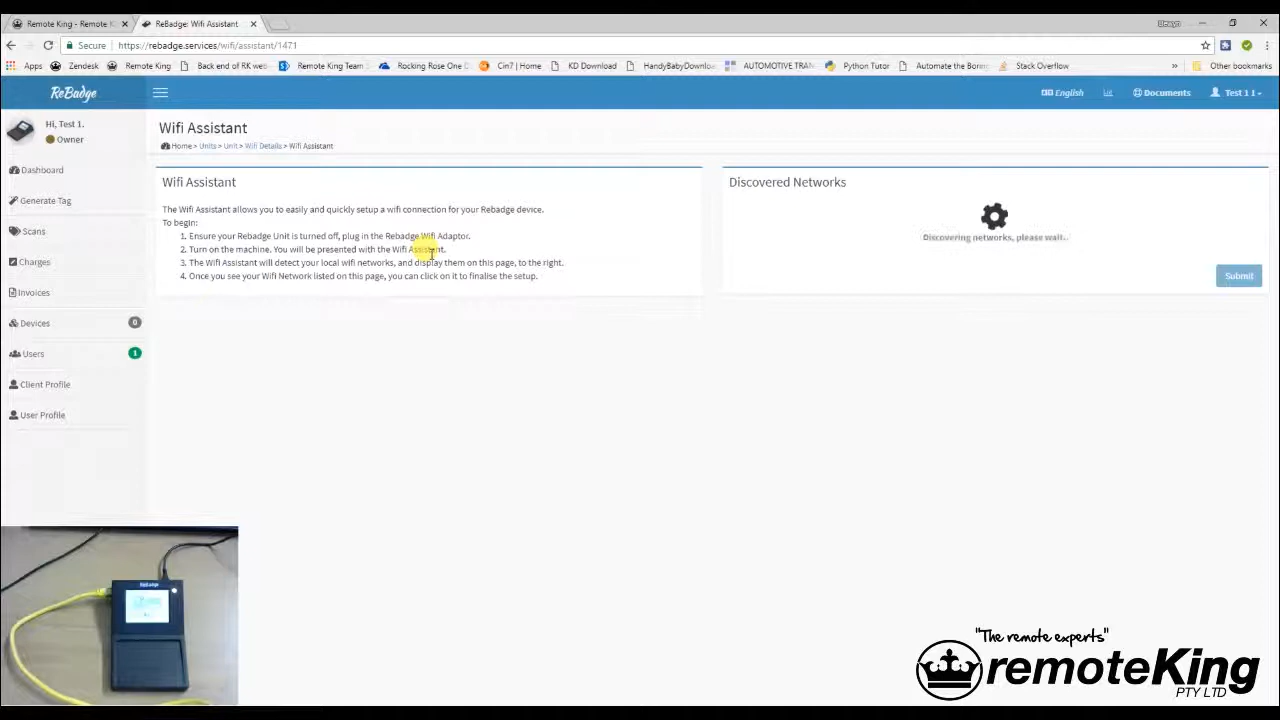 Remote King - Remote K
ReBadge: Wifi Assistant
Secure
https://rebadge.services/wifi/assistant/1471
Apps
Zendesk
Remote King
Back end of RK web
Remote King Team
Rocking Rose One D
Cin7 | Home
KD Download
HandyBabyDownload
AUTOMOTIVE TRAN
Python Tutor
Automate the Boring
Stack Overflow
»
Other bookmarks
ReBadge
English
Documents
Test 1 1
Hi, Test 1.
Owner
Dashboard
Generate Tag
Scans
Charges
Invoices
Devices 0
Users 1
Client Profile
User Profile
Wifi Assistant
Home > Units > Unit > Wifi Details > Wifi Assistant
Wifi Assistant
The Wifi Assistant allows you to easily and quickly setup a wifi connection for your Rebadge device.
To begin:
1. Ensure your Rebadge Unit is turned off, plug in the Rebadge Wifi Adaptor.
2. Turn on the machine. You will be presented with the Wifi Assistant.
3. The Wifi Assistant will detect your local wifi networks, and display them on this page, to the right.
4. Once you see your Wifi Network listed on this page, you can click on it to finalise the setup.
Discovered Networks
Discovering networks, please wait..
Submit
ReBadge
"The remote experts"
remoteKing
PTY LTD